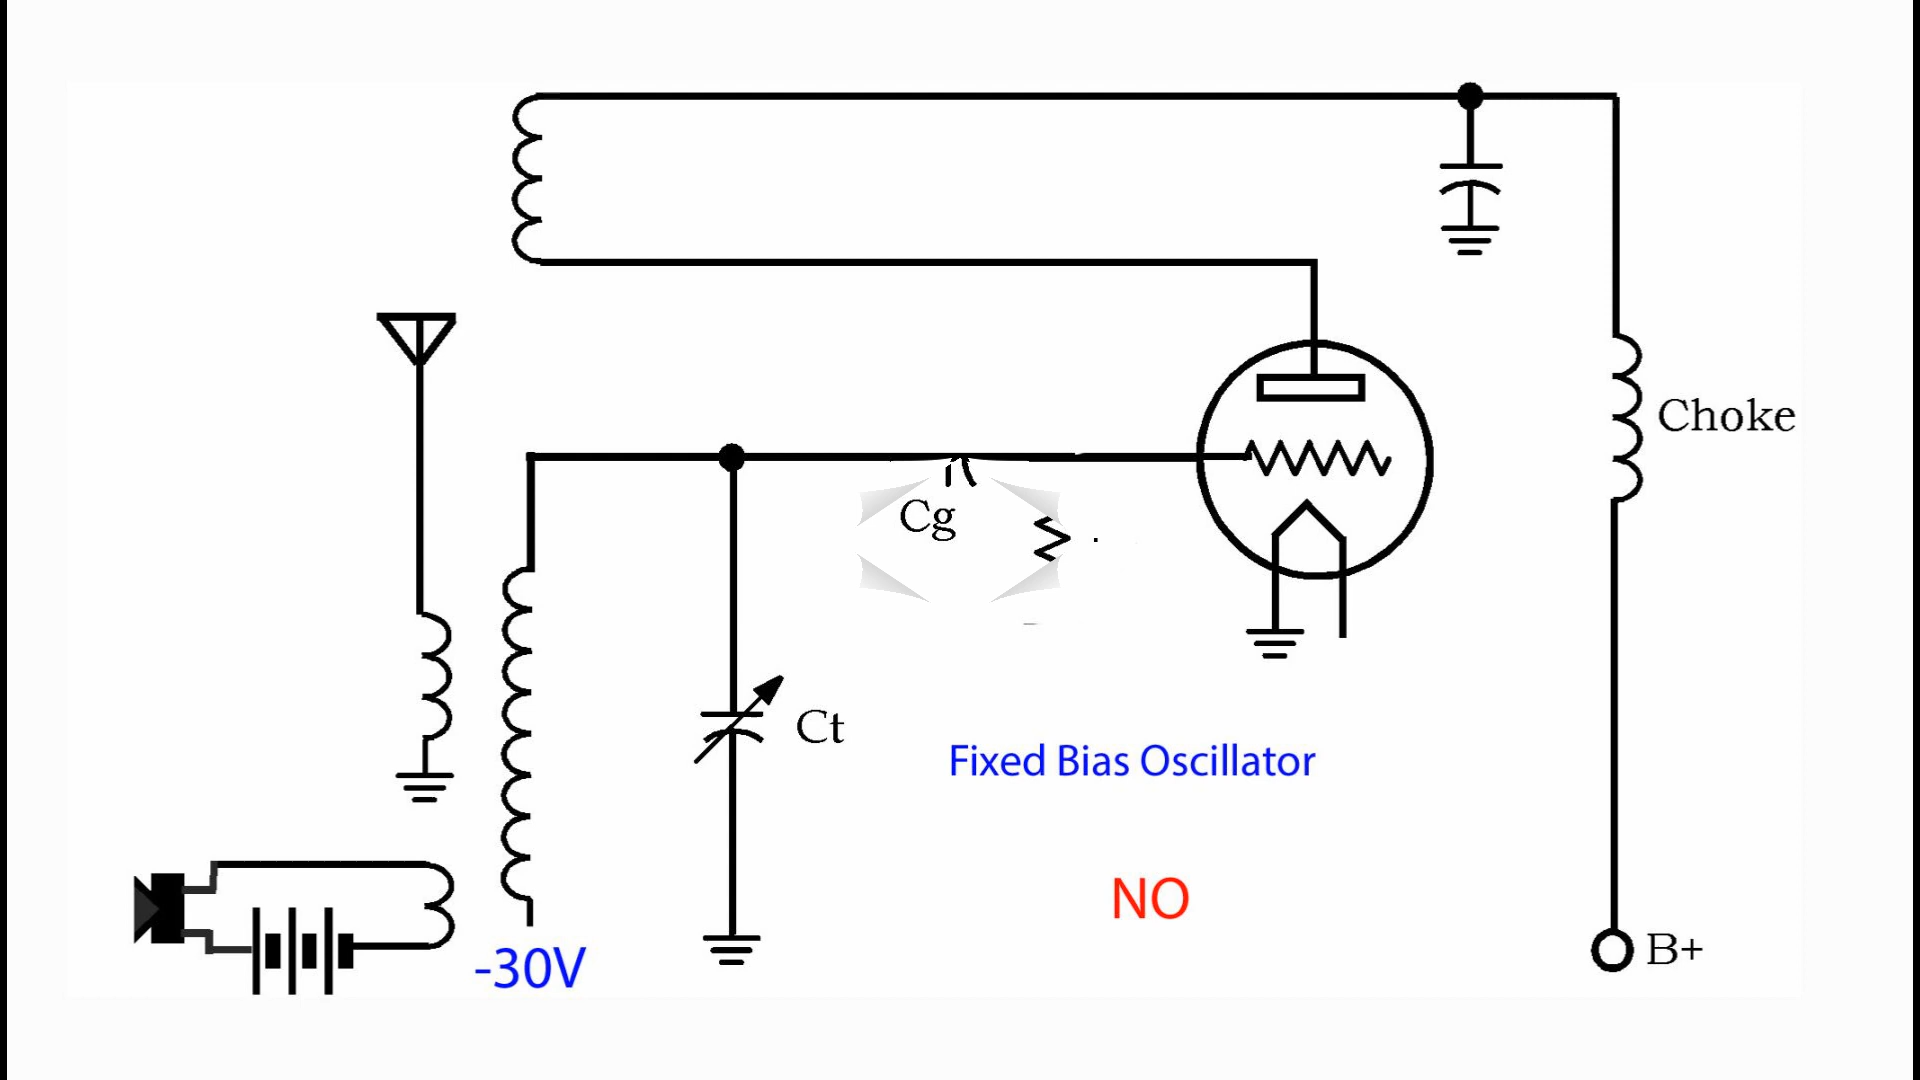 Choke
Cg
Ct
Fixed Bias Oscillator
NO
-30V
B+